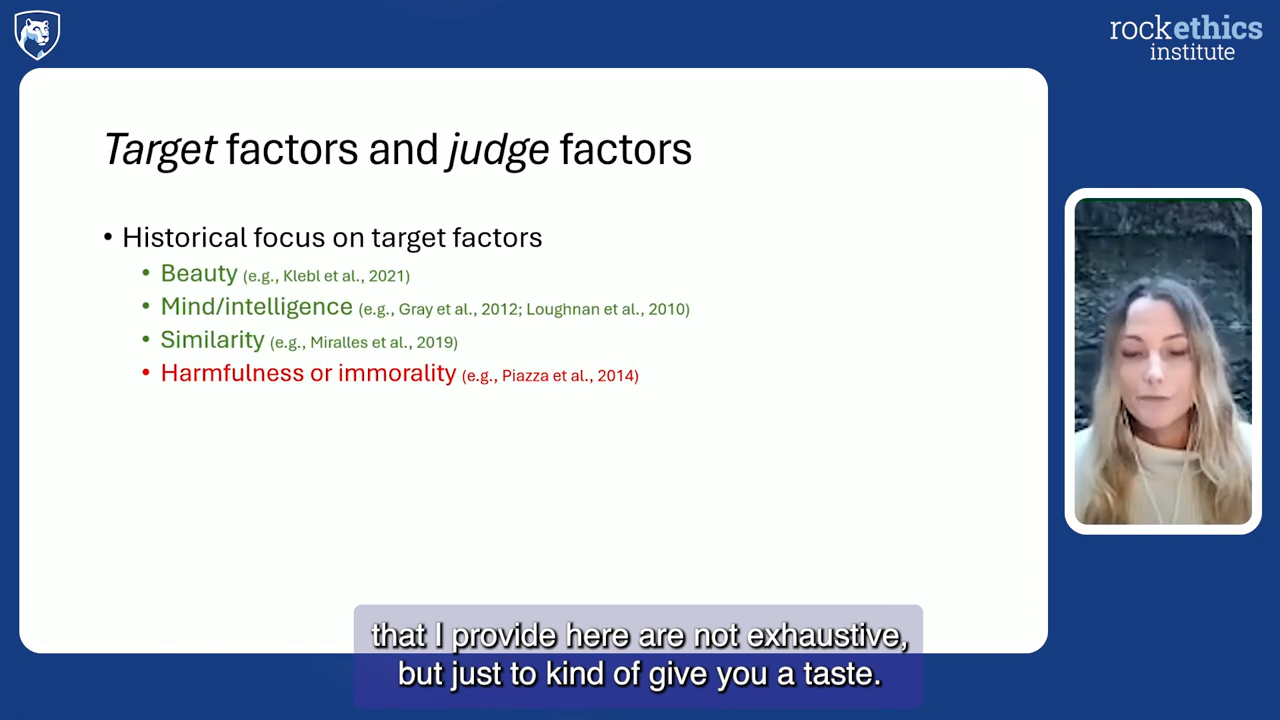 rockethics
institute
Target factors and judge factors
• Historical focus on target factors
• Beauty (e.g., Klebl et al., 2021)
• Mind/intelligence (e.g., Gray et al., 2012; Loughnan et al., 2010)
• Similarity (e.g., Miralles et al., 2019)
• Harmfulness or immorality (e.g., Piazza et al., 2014)
that I provide here are not exhaustive,
but just to kind of give you a taste.